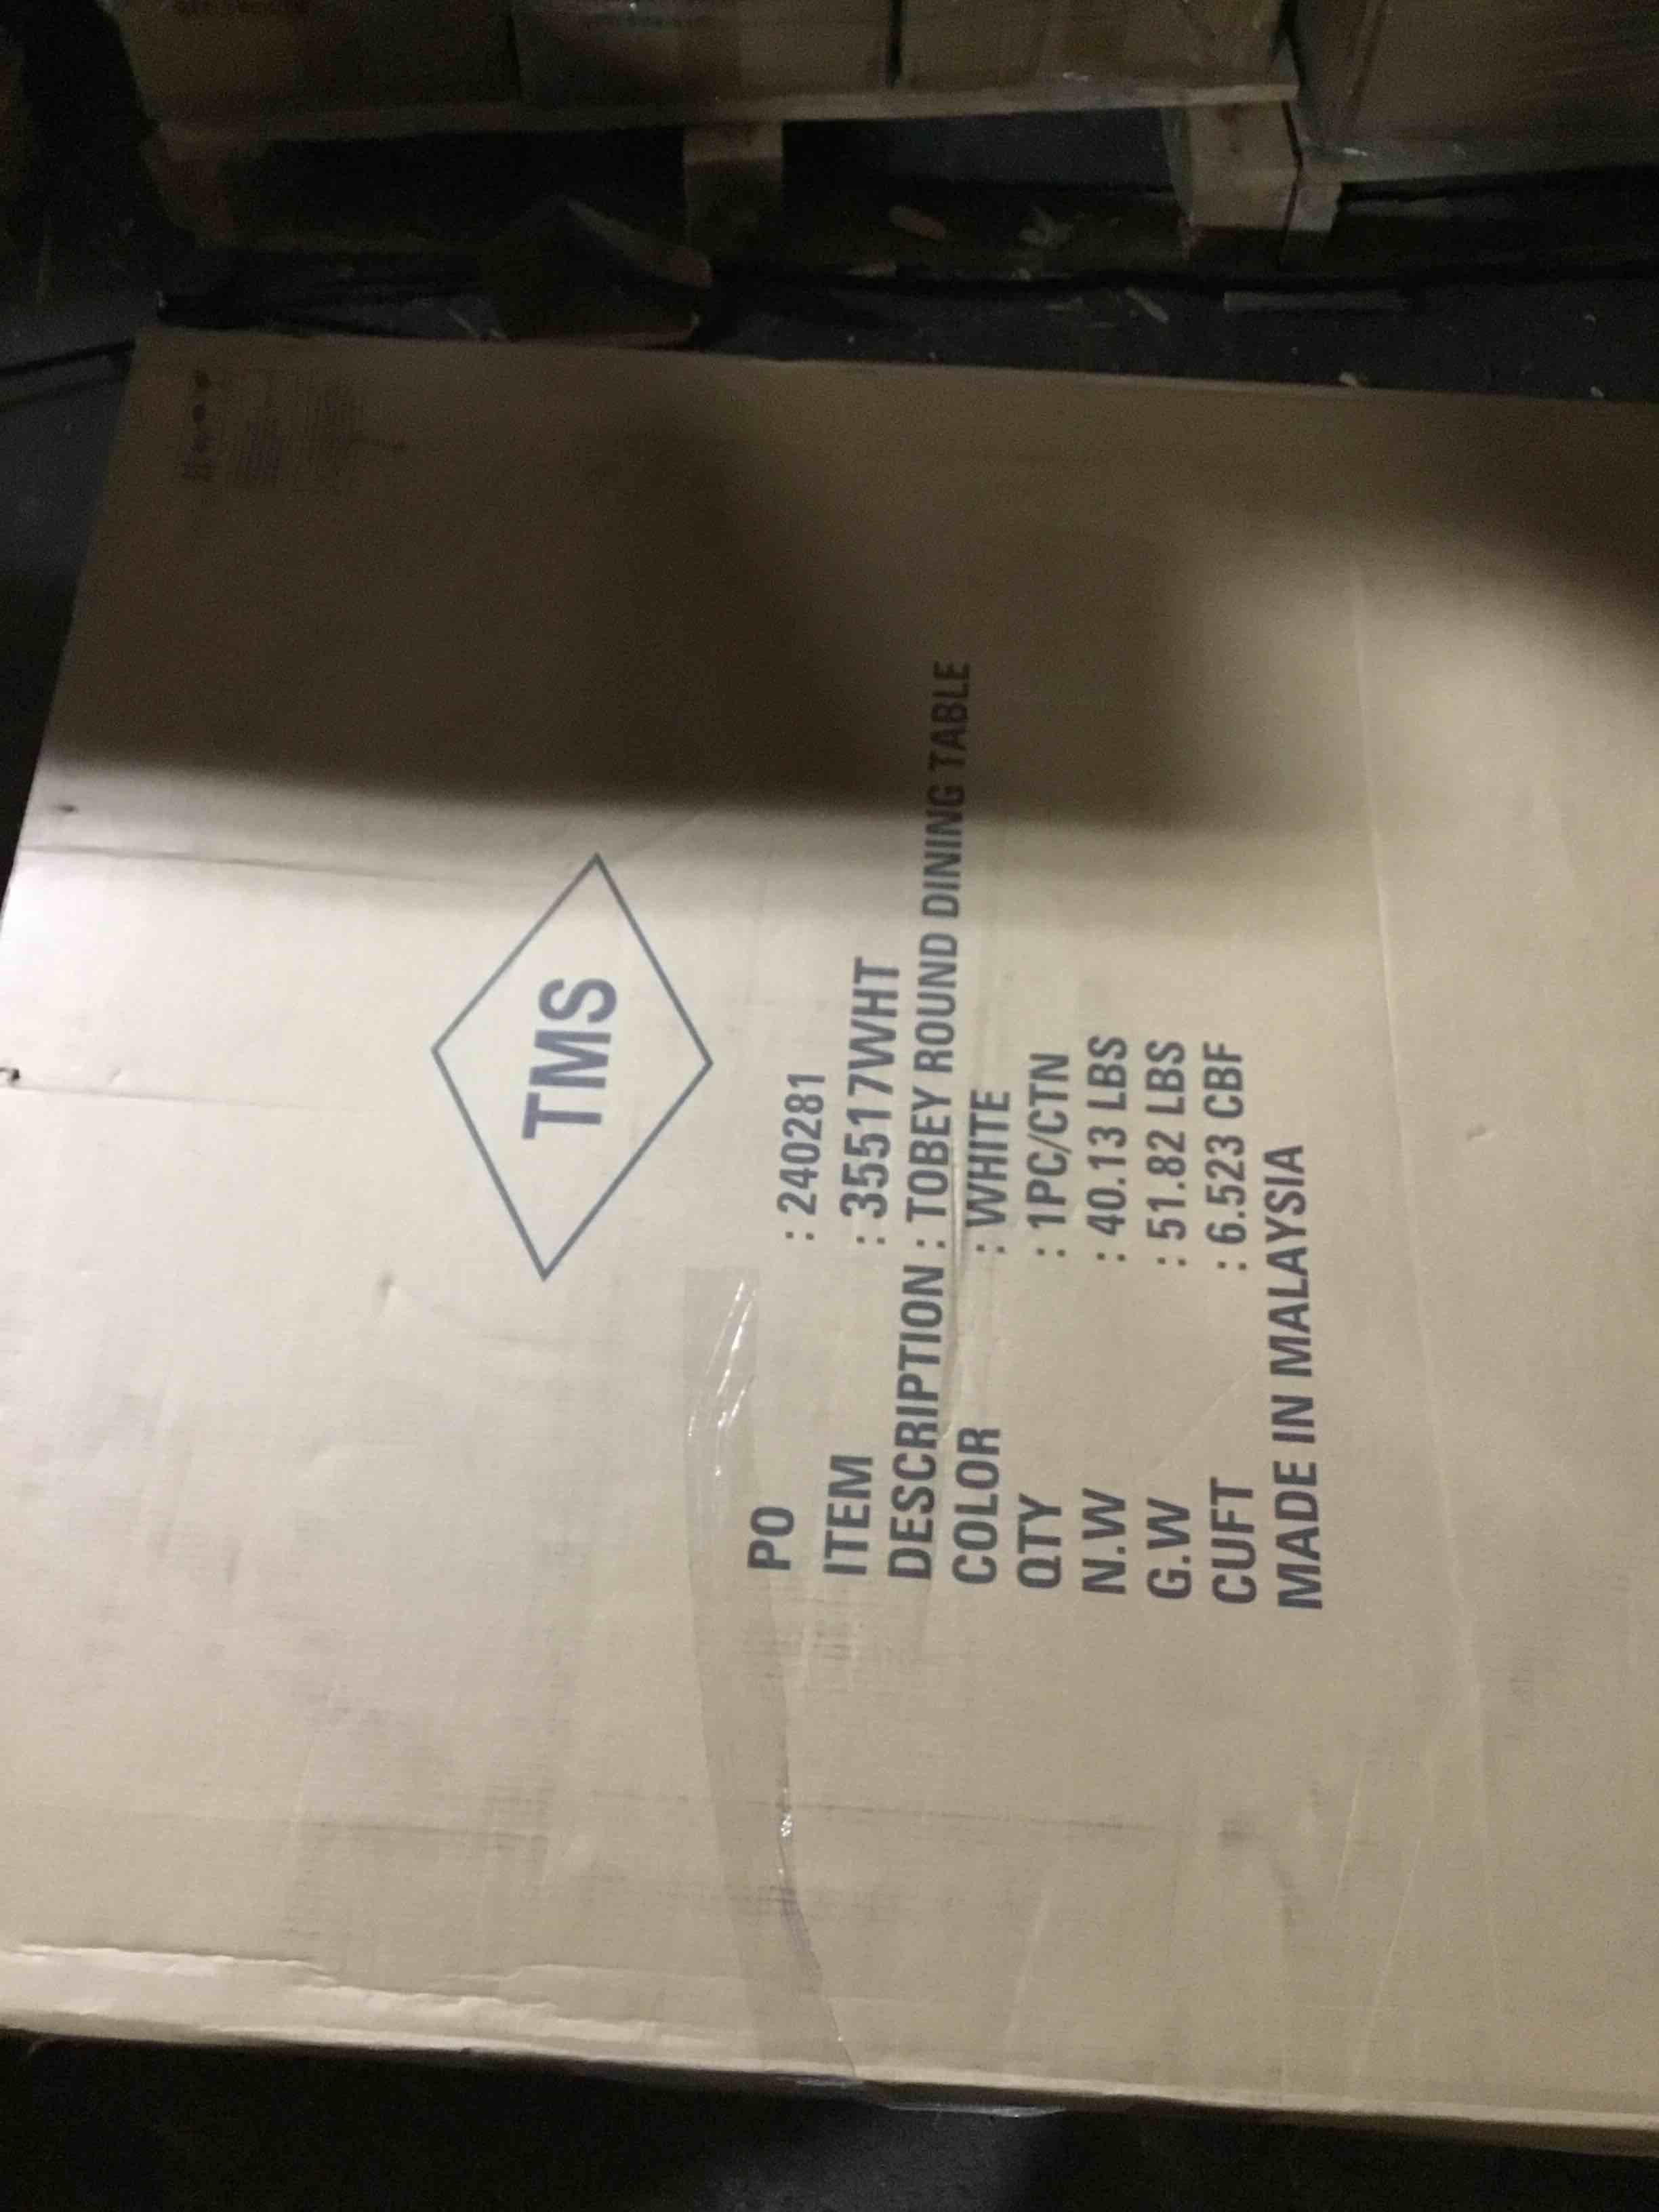 TMS
PO : 240281
ITEM : 35517WHT
DESCRIPTION : TOBEY ROUND DINING TABLE
COLOR : WHITE
QTY : 1PC/CTN
N.W : 40.13 LBS
G.W : 51.82 LBS
CUFT : 6.523 CBF
MADE IN MALAYSIA